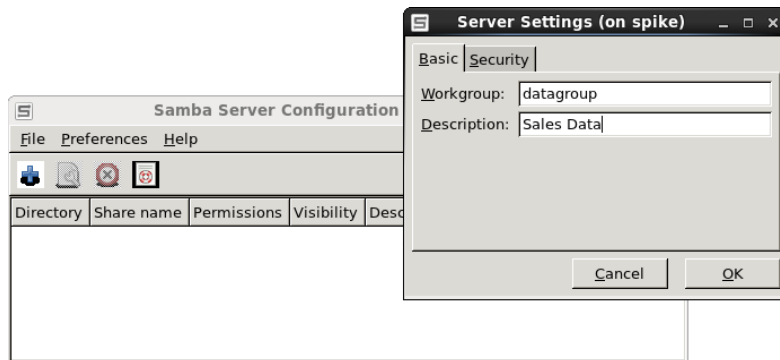 Server Settings (on spike)
Basic Security
Workgroup: datagroup
Description: Sales Data
Cancel OK
Samba Server Configuration
File Preferences Help
Directory Share name Permissions Visibility Desc